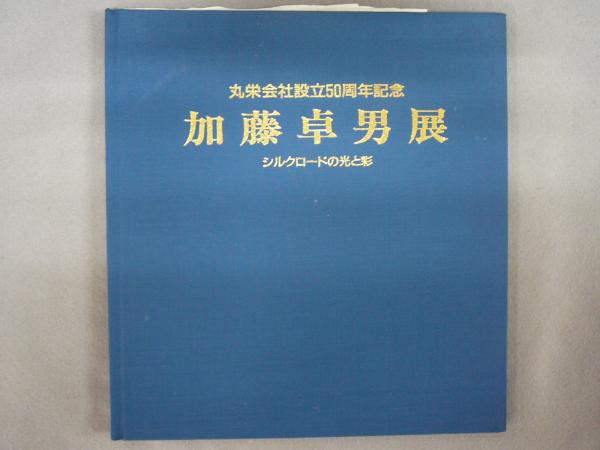 丸栄会社設立50周年記念
加藤卓男展
シルクロードの光と彩